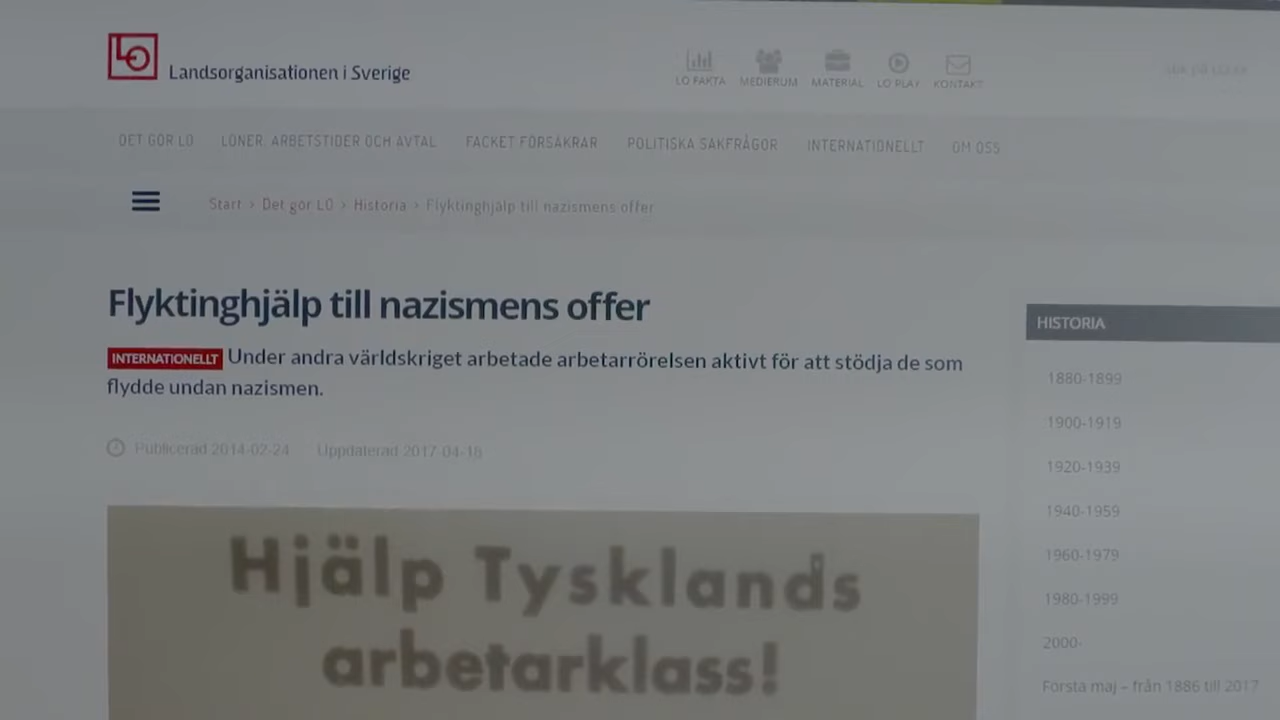 LO
Landsorganisationen i Sverige
LO FAKTA MEDIERUM MATERIAL LO PLAY KONTAKT
DET GÖR LO LÖNER, ARBETSTIDER OCH AVTAL FACKET FÖRSÄKRAR POLITISKA SAKFRÅGOR INTERNATIONELLT OM OSS
Start > Det gör LO > Historia > Flyktinghjälp till nazismens offer
Flyktinghjälp till nazismens offer
INTERNATIONELLT Under andra världskriget arbetade arbetarrörelsen aktivt för att stödja de som
flydde undan nazismen.
Publicerad 2014-02-24 Uppdaterad 2017-04-18
Hjälp Tysklands
arbetarklass!
HISTORIA
1880-1899
1900-1919
1920-1939
1940-1959
1960-1979
1980-1999
2000-
Första maj – från 1886 till 2017